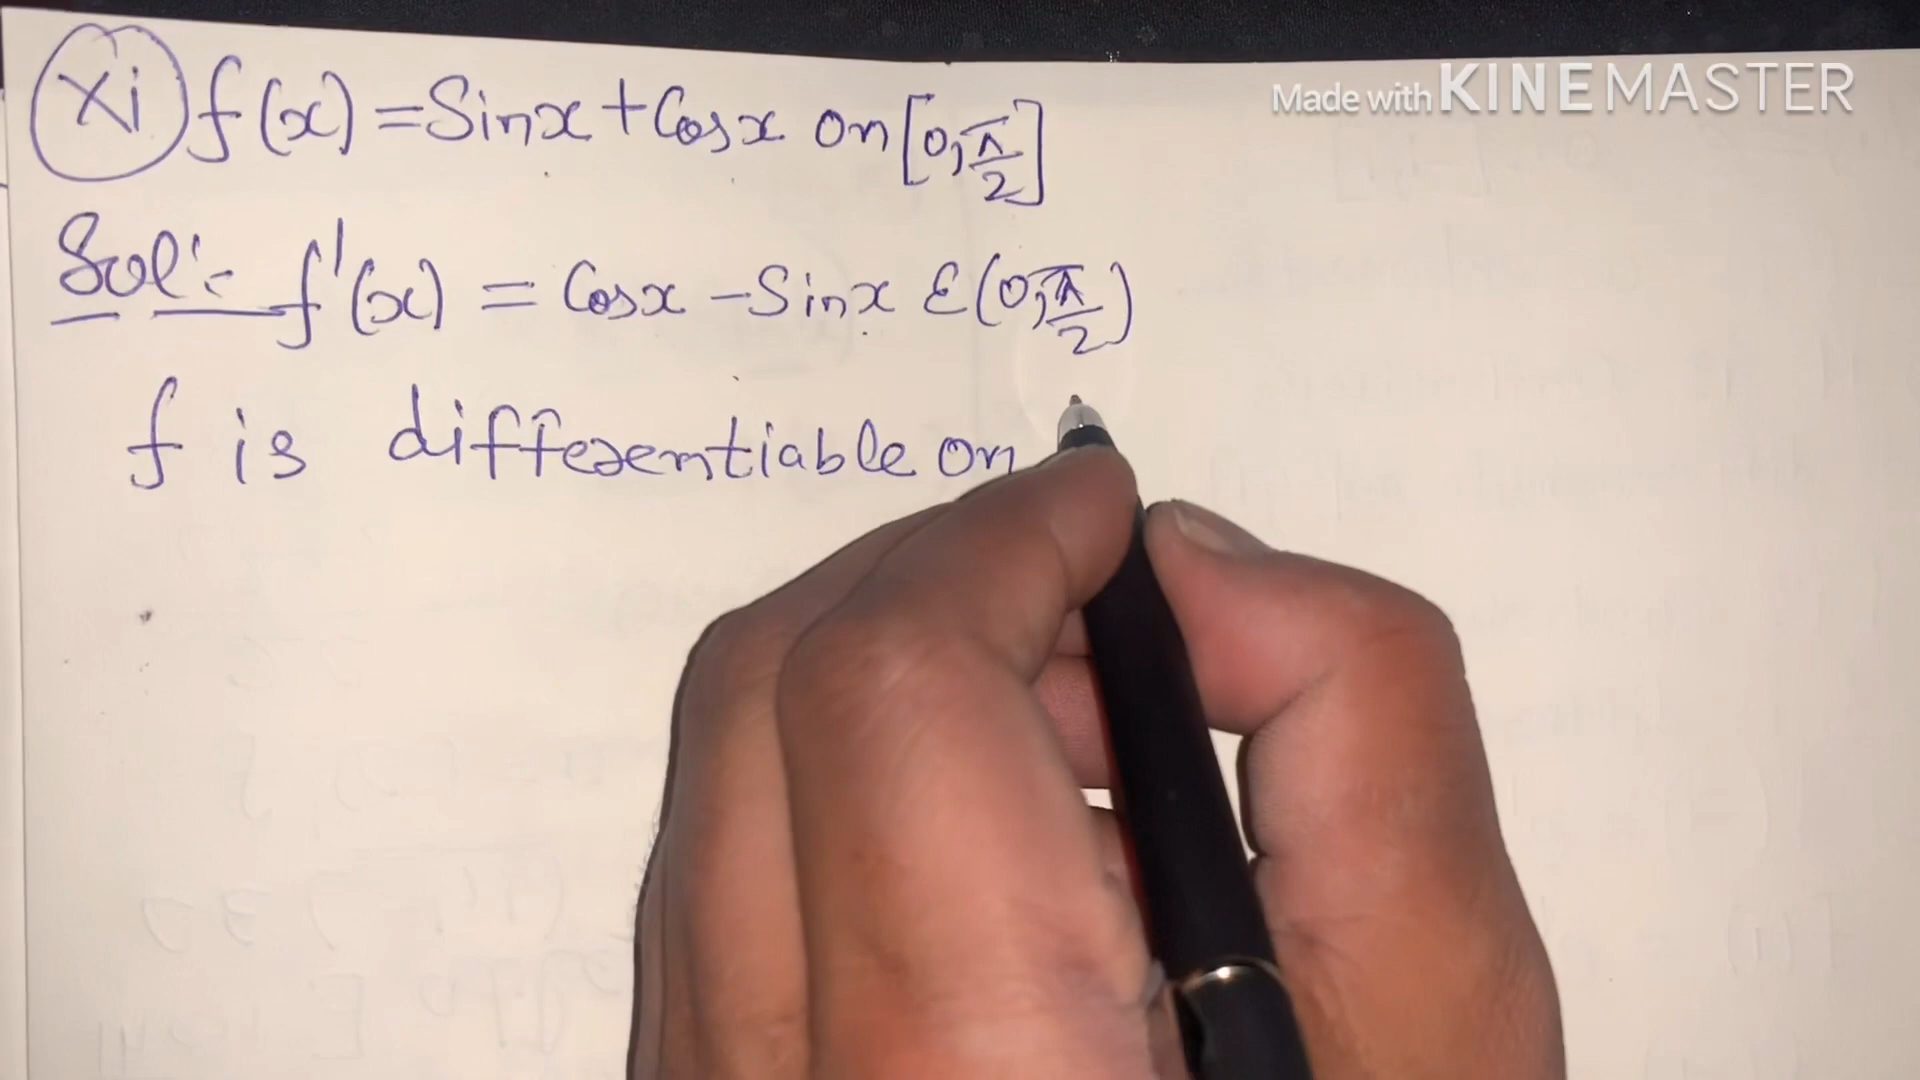 Made with KINEMASTER
xi f(x) = Sinx + Cosx on [0, π/2]
Sol:- f'(x) = Cosx - Sinx ε (0, π/2)
f is differentiable on